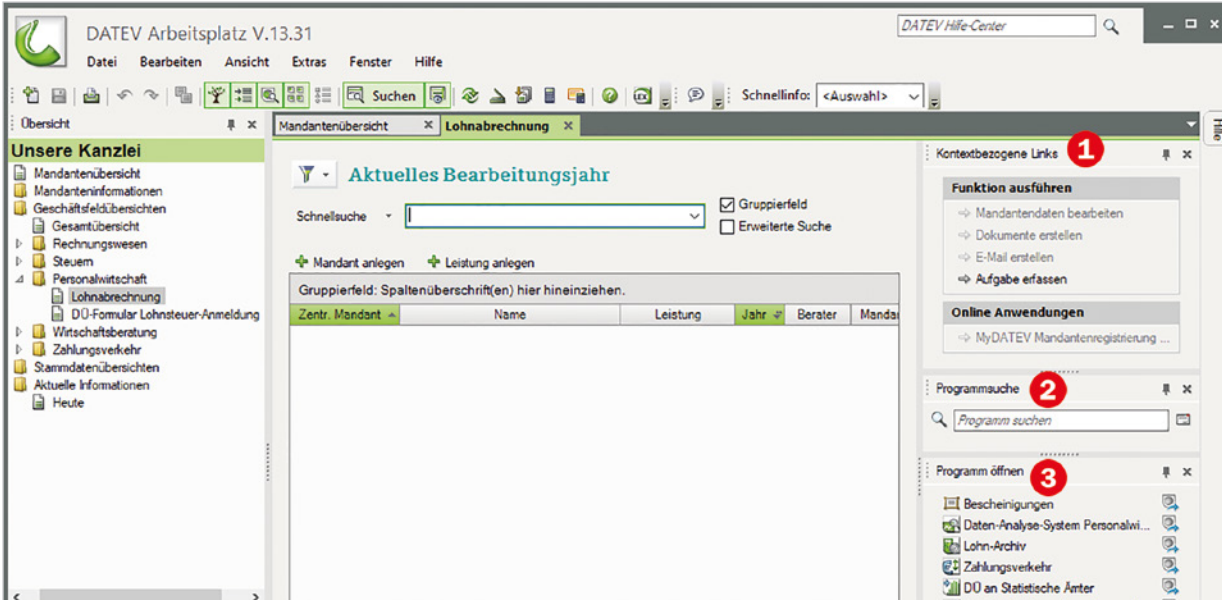 DATEV Arbeitsplatz V.13.31
DATEV Hilfe-Center
Datei Bearbeiten Ansicht Extras Fenster Hilfe
Suchen
Schnellinfo: <Auswahl>
Übersicht
Unsere Kanzlei
Mandantenübersicht
Mandanteninformationen
Geschäftsfeldübersichten
Gesamtübersicht
Rechnungswesen
Steuern
Personalwirtschaft
Lohnabrechnung
DÜ-Formular Lohnsteuer-Anmeldung
Wirtschaftsberatung
Zahlungsverkehr
Stammdatenübersichten
Aktuelle Informationen
Heute
Mandantenübersicht Lohnabrechnung
Aktuelles Bearbeitungsjahr
Schnellsuche
Gruppierfeld
Erweiterte Suche
Mandant anlegen Leistung anlegen
Gruppierfeld: Spaltenüberschrift(en) hier hineinziehen.
Zentr. Mandant Name Leistung Jahr Berater Manda
Hilfe
Kontextbezogene Links 1
Funktion ausführen
Mandantendaten bearbeiten
Dokumente erstellen
E-Mail erstellen
Aufgabe erfassen
Online Anwendungen
MyDATEV Mandantenregistrierung ...
Programmsuche 2
Programm suchen
Programm öffnen 3
Bescheinigungen
Daten-Analyse-System Personalwi...
Lohn-Archiv
Zahlungsverkehr
DÜ an Statistische Ämter